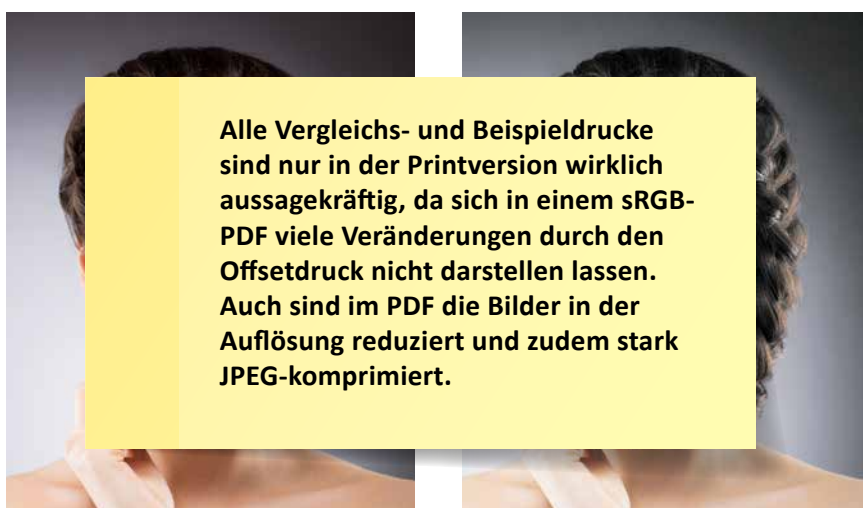 Alle Vergleichs- und Beispieldrucke
sind nur in der Printversion wirklich
aussagekräftig, da sich in einem sRGB-
PDF viele Veränderungen durch den
Offsetdruck nicht darstellen lassen.
Auch sind im PDF die Bilder in der
Auflösung reduziert und zudem stark
JPEG-komprimiert.